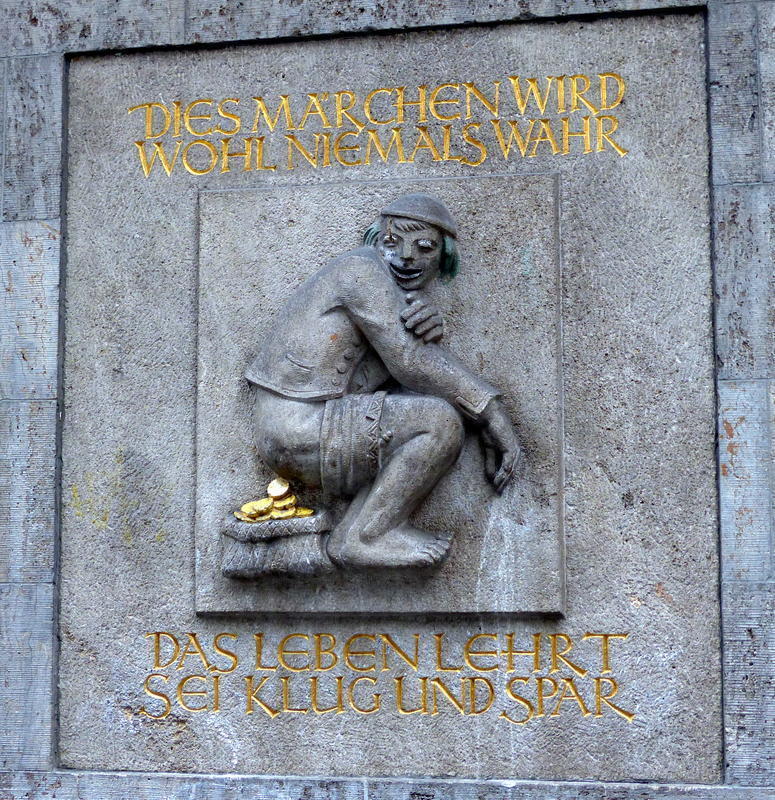 DIES MÄRCHEN WIRD
WOHL NIEMALS WAHR
DAS LEBEN LEHRT
SEI KLUG UND SPAR